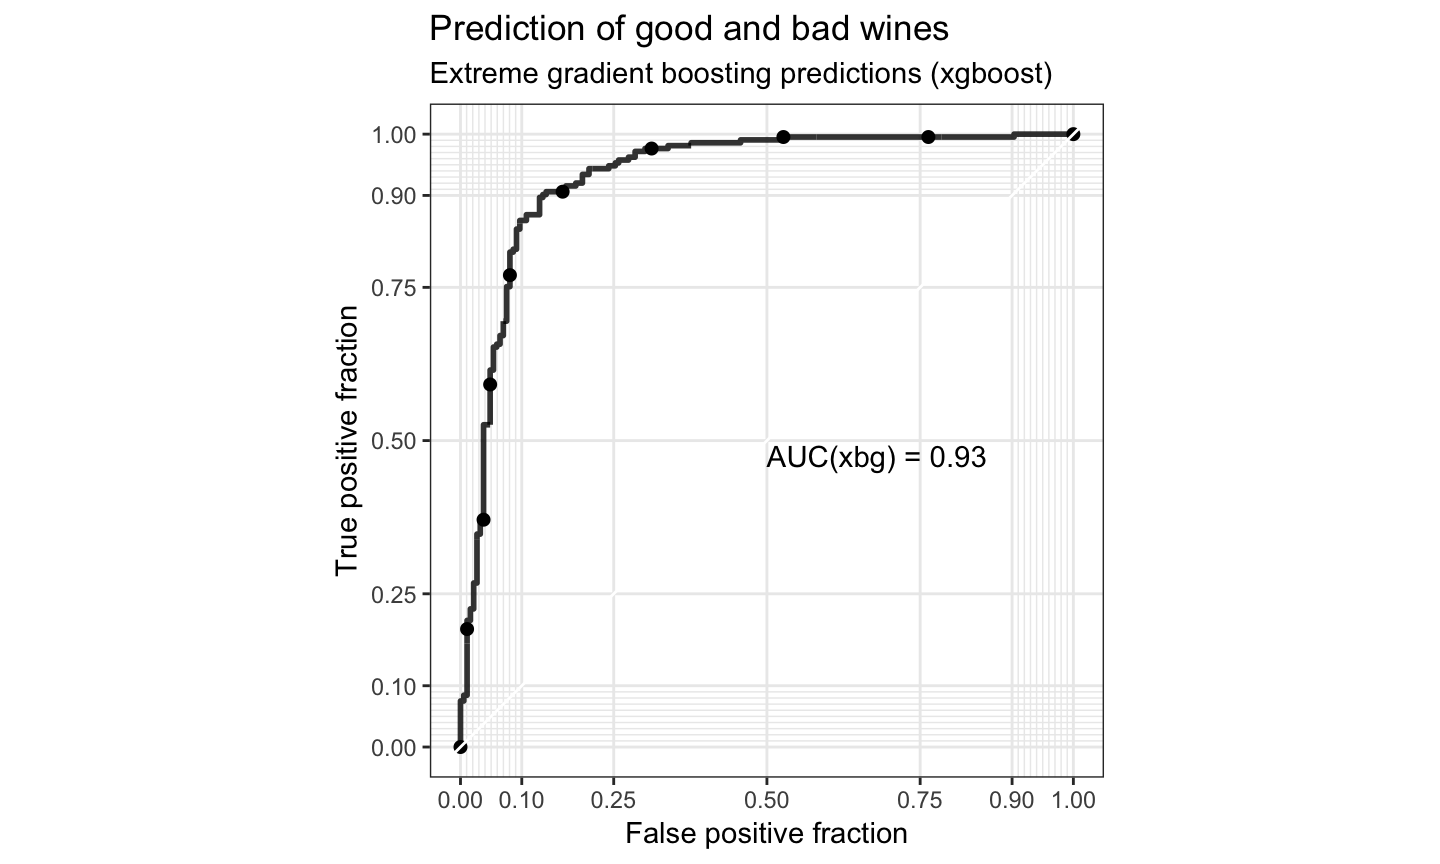 Prediction of good and bad wines
Extreme gradient boosting predictions (xgboost)
True positive fraction
1.00
0.90
0.75
0.50
0.25
0.10
0.00
AUC(xbg) = 0.93
0.00 0.10 0.25 0.50 0.75 0.90 1.00
False positive fraction